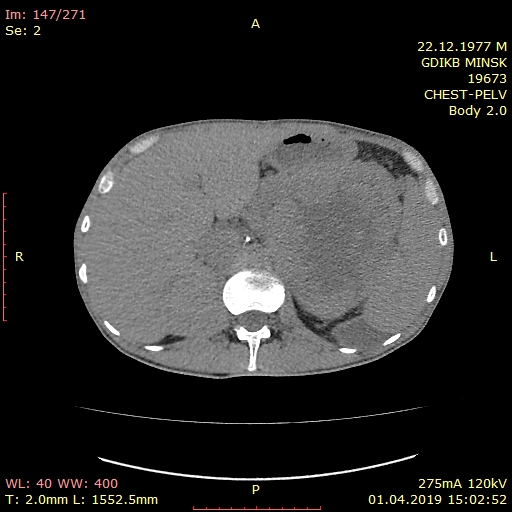 Im: 147/271
Se: 2
A
22.12.1977 M
GDIKB MINSK
19673
CHEST-PELV
Body 2.0
R
L
WL: 40 WW: 400
T: 2.0mm L: 1552.5mm
P
275mA 120kV
01.04.2019 15:02:52